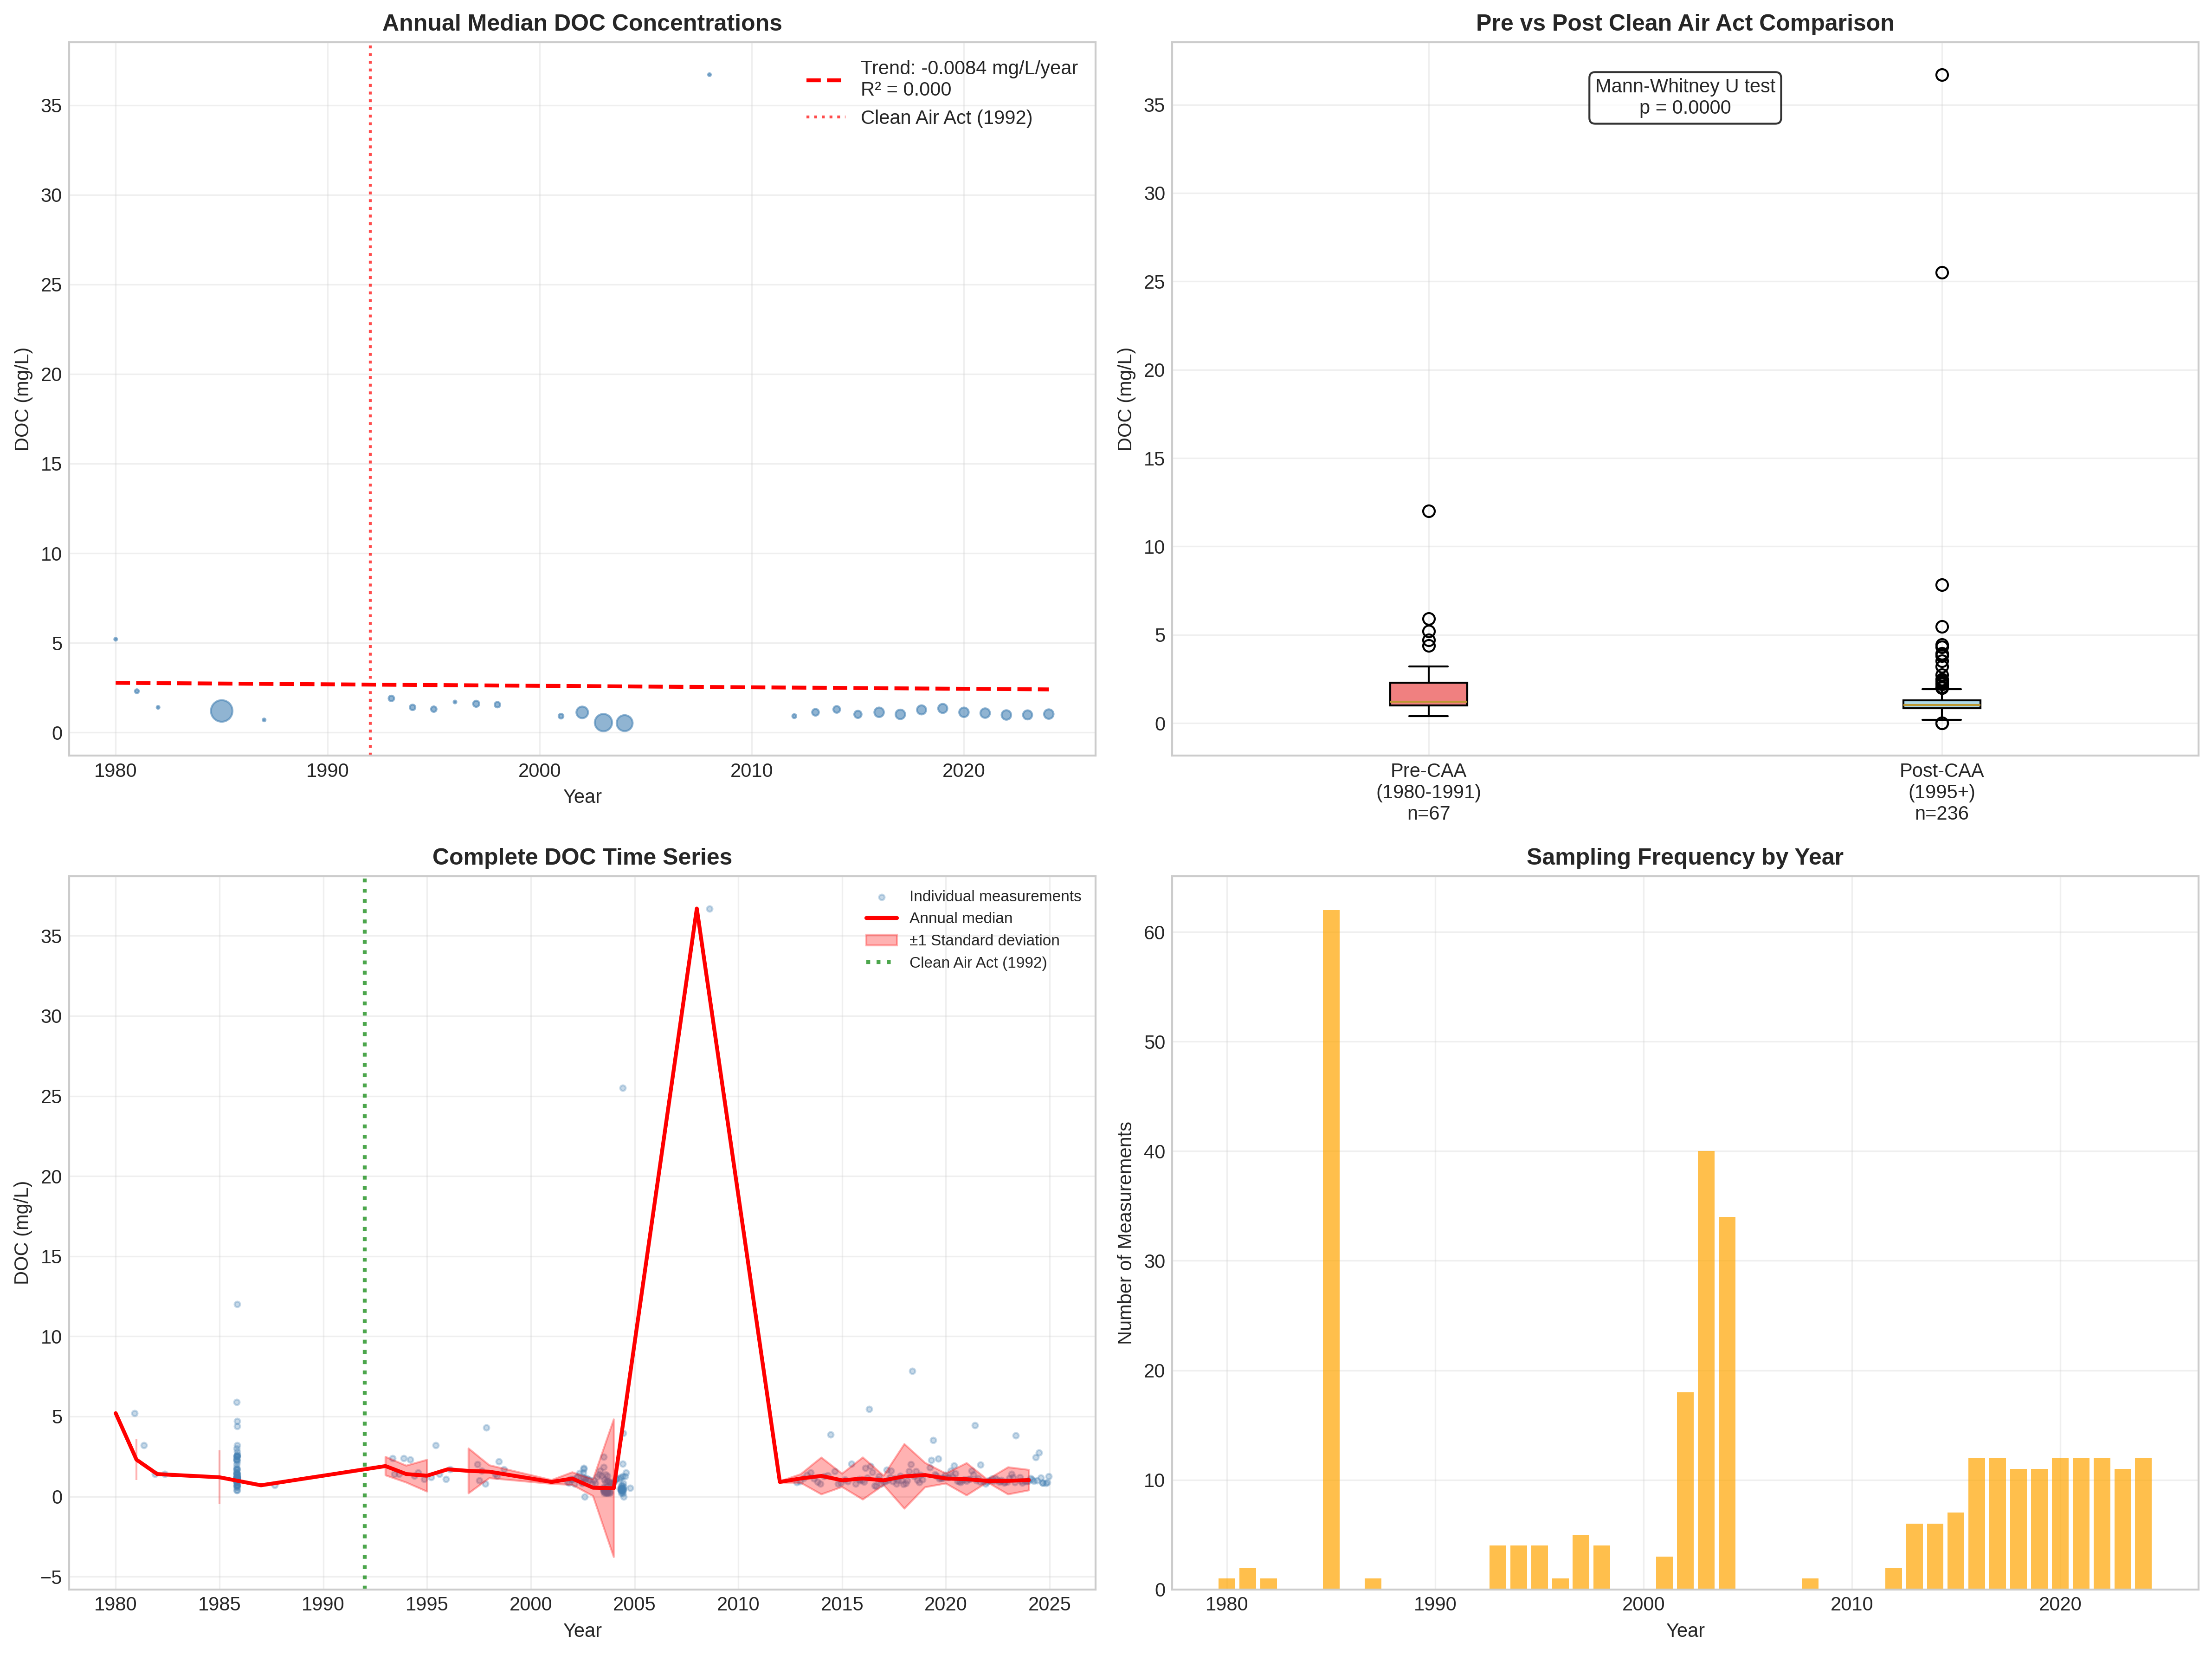 Annual Median DOC Concentrations
Trend: -0.0084 mg/L/year
R² = 0.000
Clean Air Act (1992)
35
30
25
20
15
10
5
0
DOC (mg/L)
1980
1990
2000
2010
2020
Year
Pre vs Post Clean Air Act Comparison
Mann-Whitney U test
p = 0.0000
35
30
25
20
15
10
5
0
DOC (mg/L)
Pre-CAA
(1980-1991)
n=67
Post-CAA
(1995+)
n=236
Complete DOC Time Series
Individual measurements
Annual median
±1 Standard deviation
Clean Air Act (1992)
35
30
25
20
15
10
5
0
−5
DOC (mg/L)
1980
1985
1990
1995
2000
2005
2010
2015
2020
2025
Year
Sampling Frequency by Year
60
50
40
30
20
10
0
Number of Measurements
1980
1990
2000
2010
2020
Year